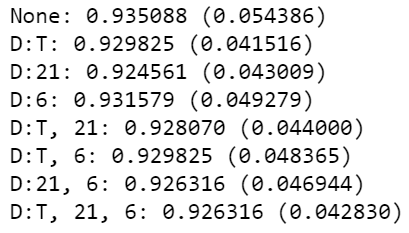 None: 0.935088 (0.054386)
D:T: 0.929825 (0.041516)
D:21: 0.924561 (0.043009)
D:6: 0.931579 (0.049279)
D:T, 21: 0.928070 (0.044000)
D:T, 6: 0.929825 (0.048365)
D:21, 6: 0.926316 (0.046944)
D:T, 21, 6: 0.926316 (0.042830)